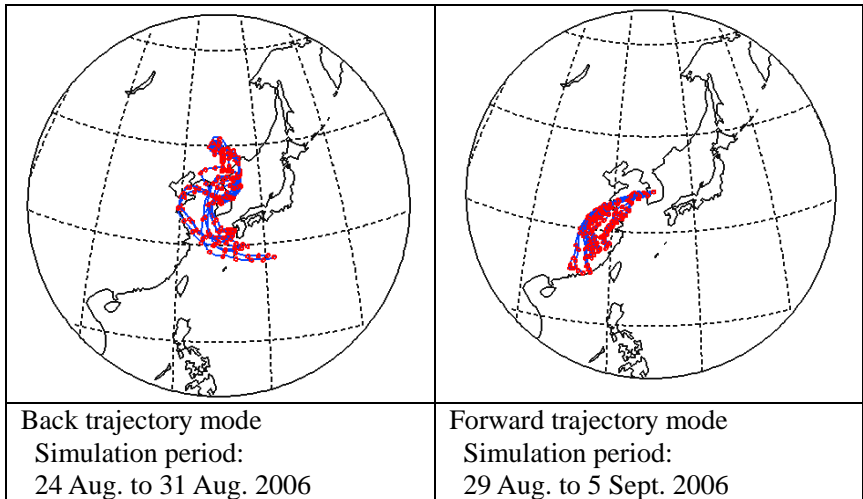 Back trajectory mode
Simulation period:
24 Aug. to 31 Aug. 2006
Forward trajectory mode
Simulation period:
29 Aug. to 5 Sept. 2006